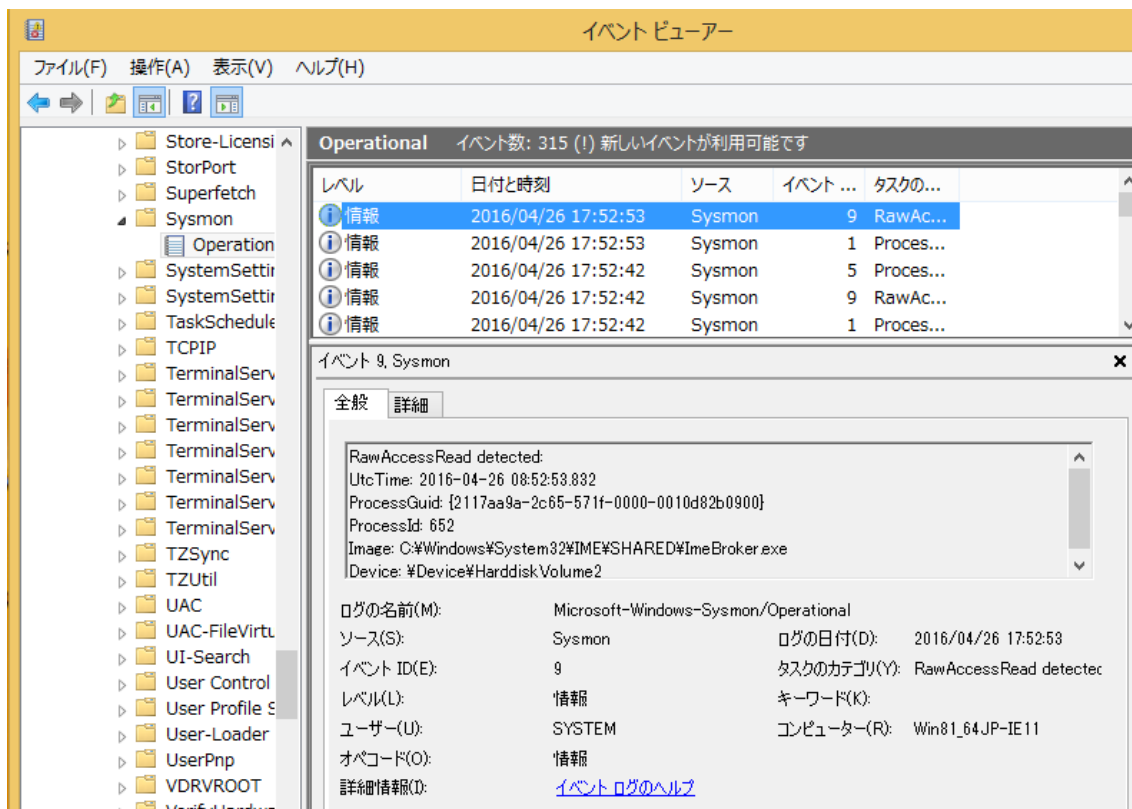 イベント ビューアー
ファイル(F) 操作(A) 表示(V) ヘルプ(H)
Store-Licensi
StorPort
Superfetch
Sysmon
Operation
SystemSettin
SystemSettin
TaskSchedule
TCPIP
TerminalServ
TerminalServ
TerminalServ
TerminalServ
TerminalServ
TerminalServ
TerminalServ
TZSync
TZUtil
UAC
UAC-FileVirtu
UI-Search
User Control
User Profile S
User-Loader
UserPnp
VDRVROOT
Operational イベント数: 315 (!) 新しいイベントが利用可能です
レベル 日付と時刻 ソース イベント ... タスクの...
情報 2016/04/26 17:52:53 Sysmon 9 RawAc...
情報 2016/04/26 17:52:53 Sysmon 1 Proces...
情報 2016/04/26 17:52:42 Sysmon 5 Proces...
情報 2016/04/26 17:52:42 Sysmon 9 RawAc...
情報 2016/04/26 17:52:42 Sysmon 1 Proces...
イベント 9, Sysmon
全般 詳細
RawAccessRead detected:
UtcTime: 2016-04-26 08:52:53.832
ProcessGuid: {2117aa9a-2c65-571f-0000-0010d82b0900}
ProcessId: 652
Image: C:¥Windows¥System32¥IME¥SHARED¥ImeBroker.exe
Device: ¥Device¥HarddiskVolume2
ログの名前(M): Microsoft-Windows-Sysmon/Operational
ソース(S): Sysmon ログの日付(D): 2016/04/26 17:52:53
イベント ID(E): 9 タスクのカテゴリ(Y): RawAccessRead detected
レベル(L): 情報 キーワード(K):
ユーザー(U): SYSTEM コンピューター(R): Win81_64JP-IE11
オペコード(O): 情報
詳細情報(I): イベント ログのヘルプ